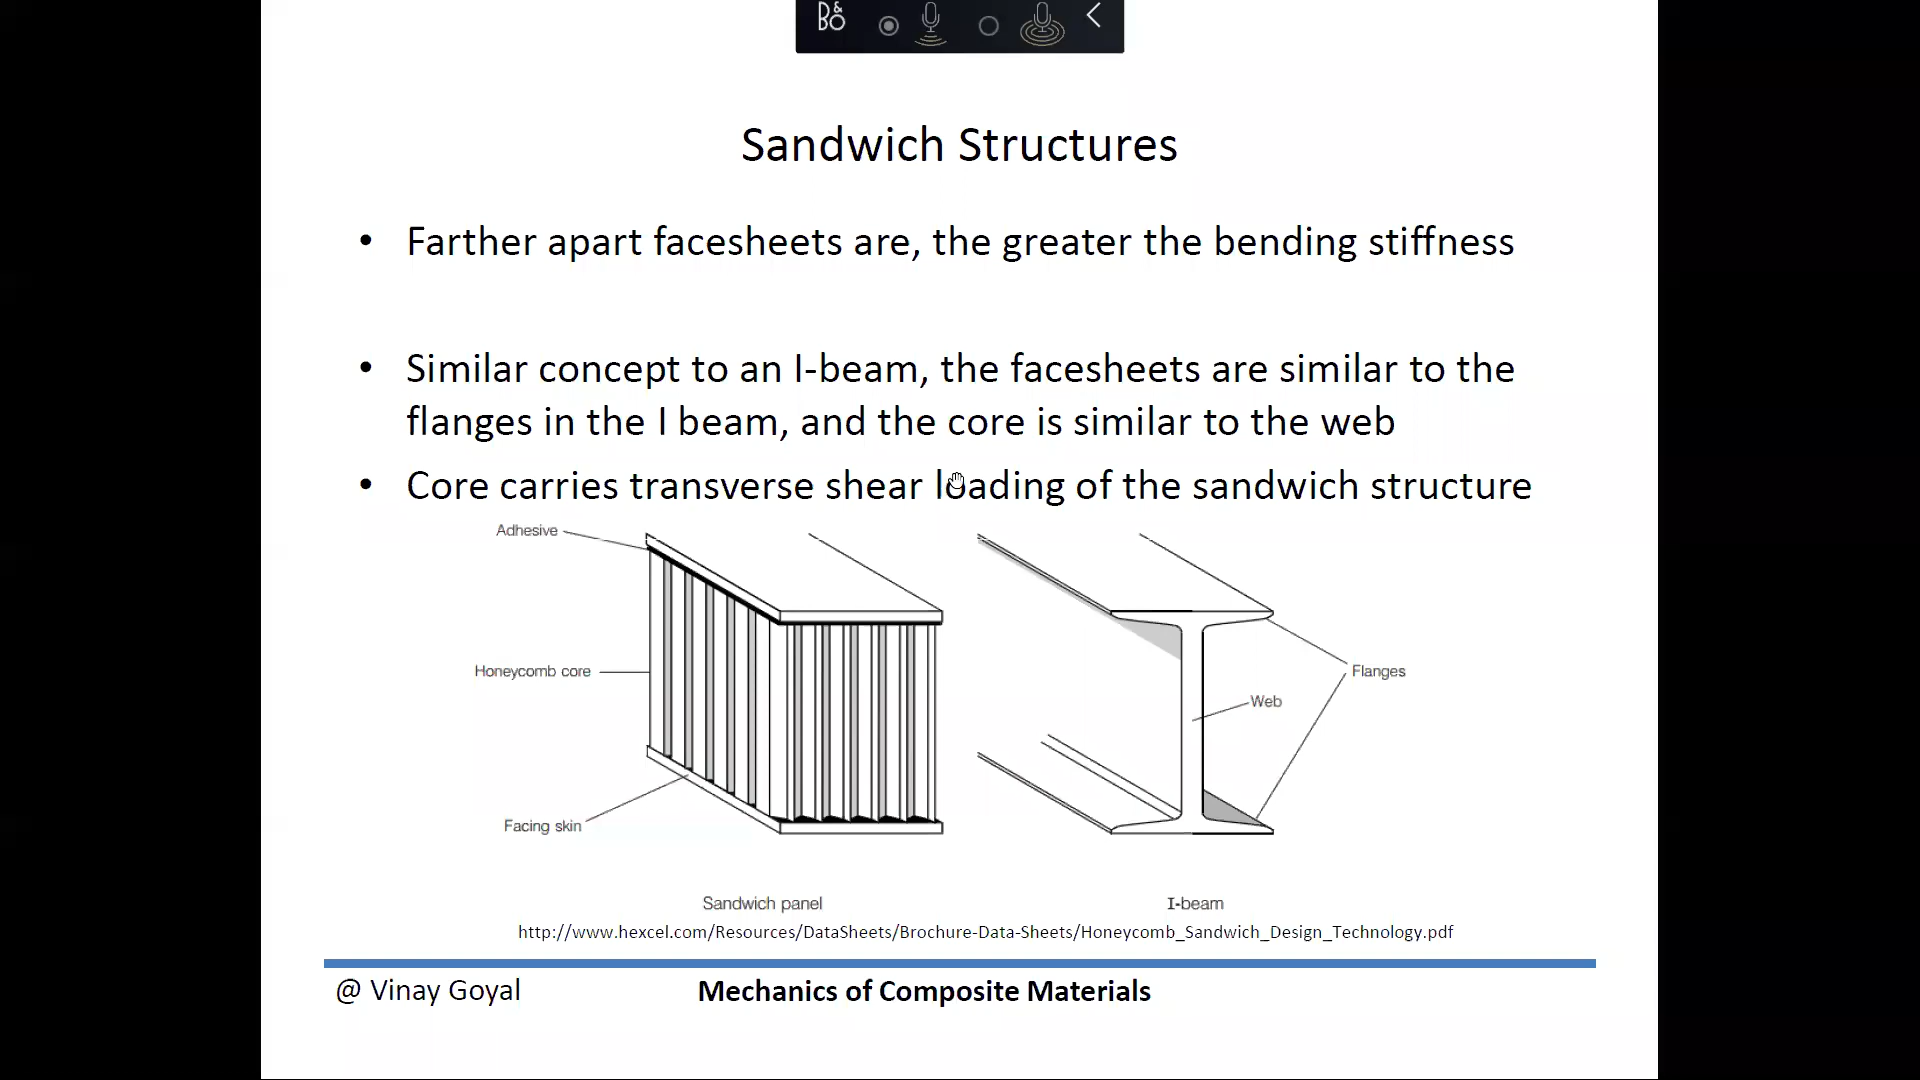 B&O
Sandwich Structures
• Farther apart facesheets are, the greater the bending stiffness
• Similar concept to an I-beam, the facesheets are similar to the
flanges in the I beam, and the core is similar to the web
• Core carries transverse shear loading of the sandwich structure
Adhesive
Honeycomb core
Facing skin
Flanges
Web
Sandwich panel
I-beam
http://www.hexcel.com/Resources/DataSheets/Brochure-Data-Sheets/Honeycomb_Sandwich_Design_Technology.pdf
@ Vinay Goyal
Mechanics of Composite Materials